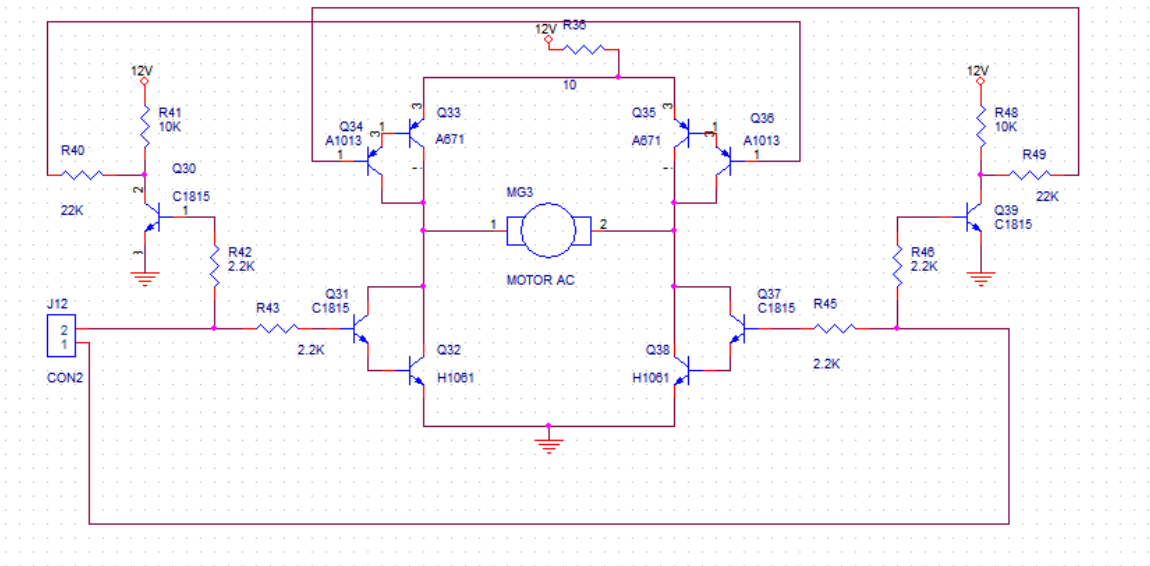 12V
R36
10
12V
R41
10K
R40
22K
Q30
C1815
2
1
3
Q34
A1013
1
3
1
3
Q33
A671
Q35
A671
3
1
3
Q36
A1013
1
12V
R48
10K
R49
22K
Q39
C1815
MG3
1
2
MOTOR AC
R42
2.2K
R46
2.2K
J12
2
1
CON2
R43
2.2K
Q31
C1815
Q32
H1061
Q37
C1815
Q38
H1061
R45
2.2K